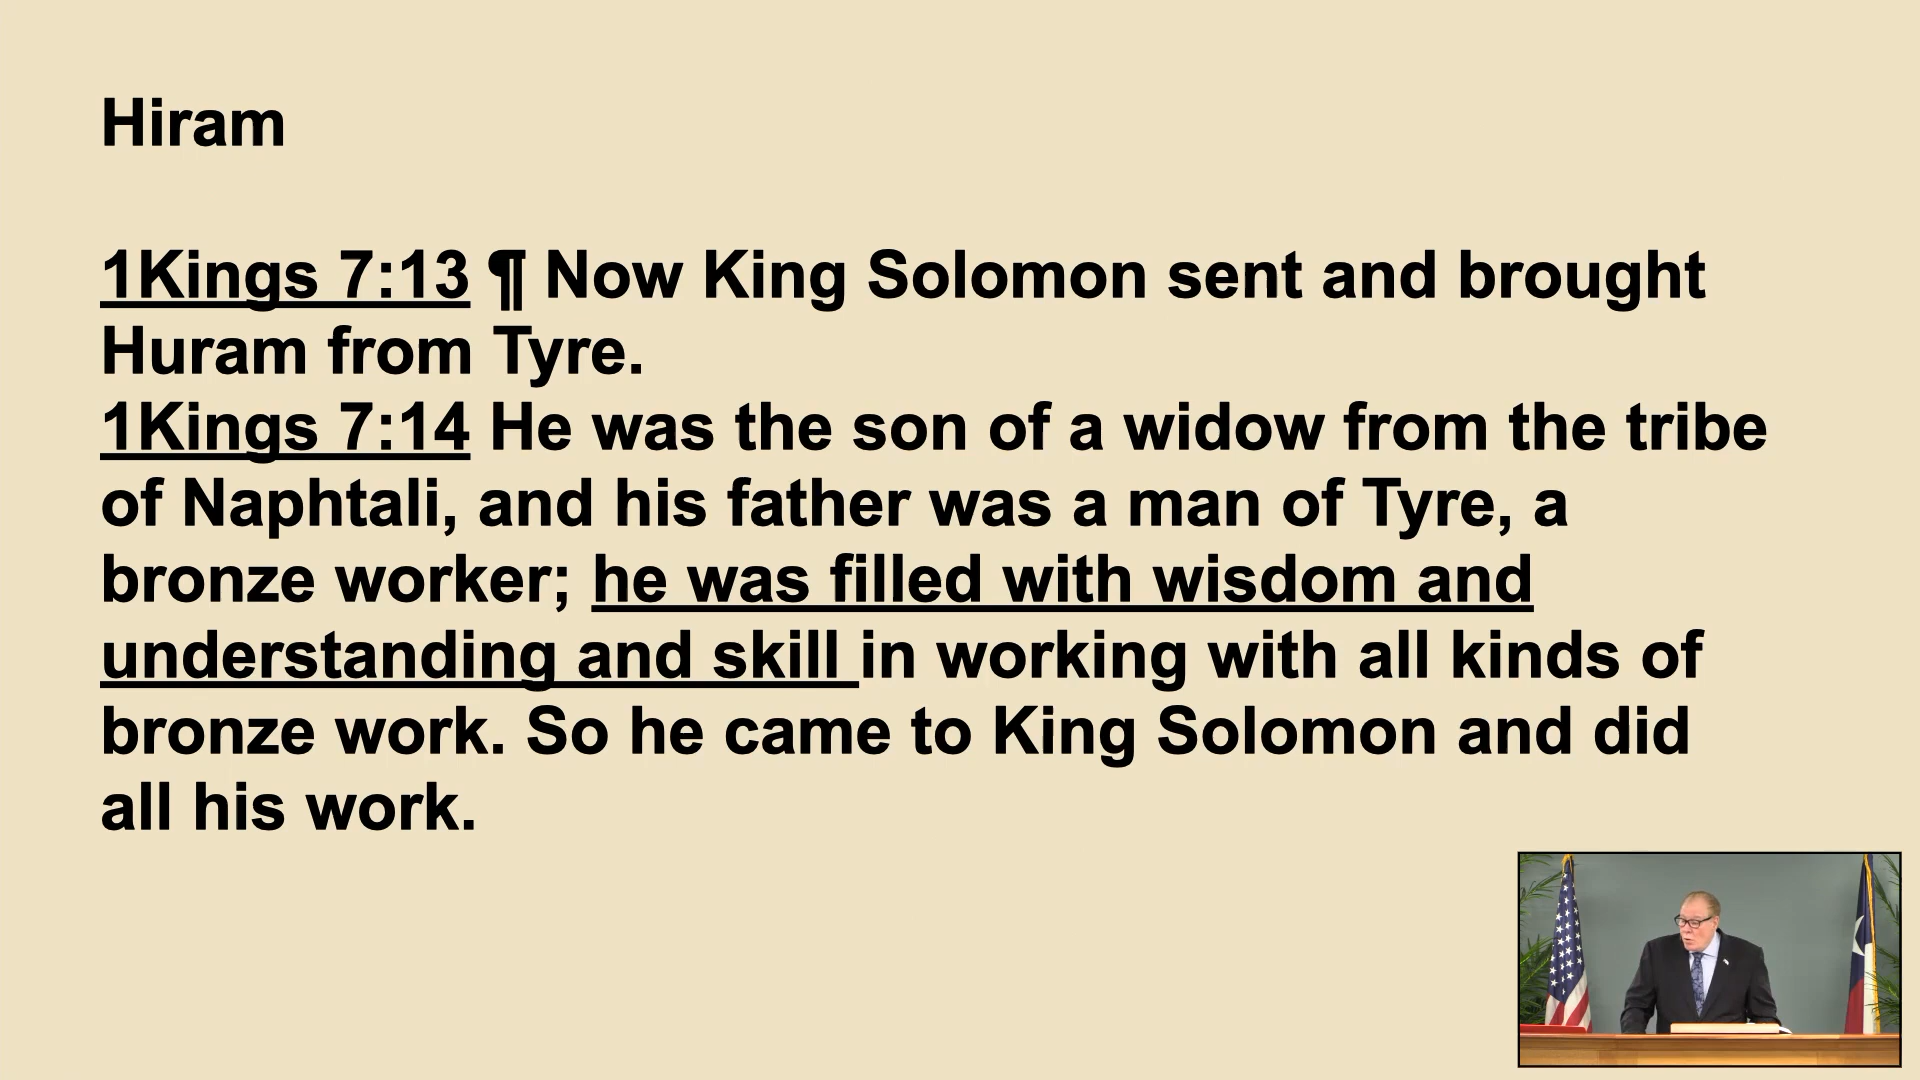 Hiram
1Kings 7:13 ¶ Now King Solomon sent and brought
Huram from Tyre.
1Kings 7:14 He was the son of a widow from the tribe
of Naphtali, and his father was a man of Tyre, a
bronze worker; he was filled with wisdom and
understanding and skill in working with all kinds of
bronze work. So he came to King Solomon and did
all his work.